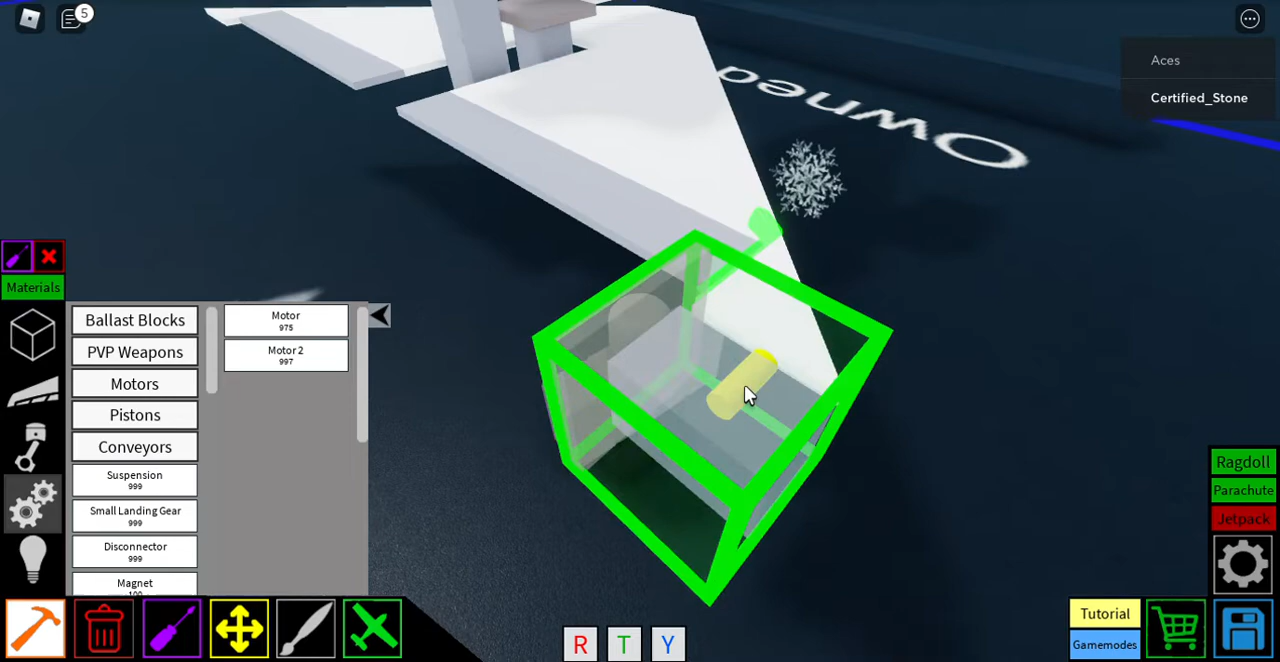 5
Aces
Certified_Stone
Owned
Materials
Ballast Blocks
PVP Weapons
Motors
Pistons
Conveyors
Suspension
999
Small Landing Gear
999
Disconnector
999
Magnet
Motor
975
Motor 2
997
Ragdoll
Parachute
Jetpack
Tutorial
Gamemodes
R T Y